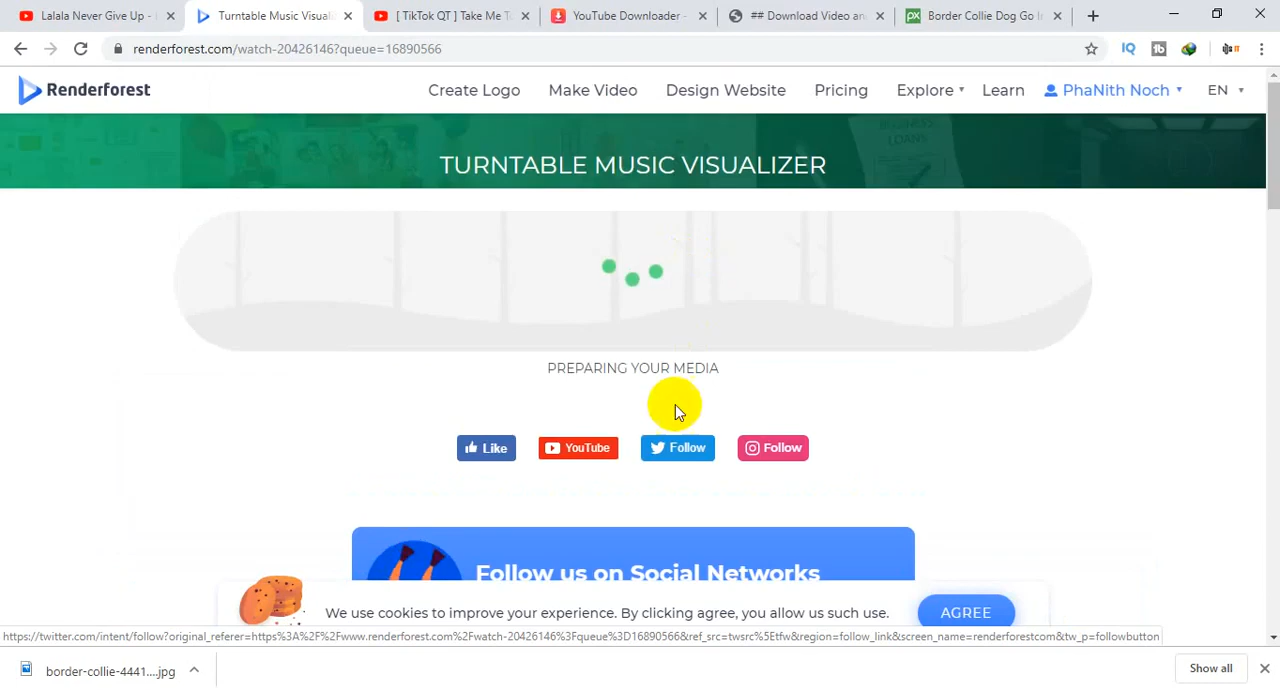 Lalala Never Give Up -
Turntable Music Visualiz
[ TikTok QT ] Take Me T
YouTube Downloader -
## Download Video an
Border Collie Dog Go I
renderforest.com/watch-20426146?queue=16890566
Renderforest
Create Logo
Make Video
Design Website
Pricing
Explore
Learn
PhaNith Noch
EN
TURNTABLE MUSIC VISUALIZER
PREPARING YOUR MEDIA
Like
YouTube
Follow
Follow
Follow us on Social Networks
We use cookies to improve your experience. By clicking agree, you allow us such use.
AGREE
https://twitter.com/intent/follow?original_referer=https%3A%2F%2Fwww.renderforest.com%2Fwatch-20426146%3Fqueue%3D16890566&ref_src=twsrc%5Etfw&region=follow_link&screen_name=renderforestcom&tw_p=followbutton
border-collie-4441....jpg
Show all